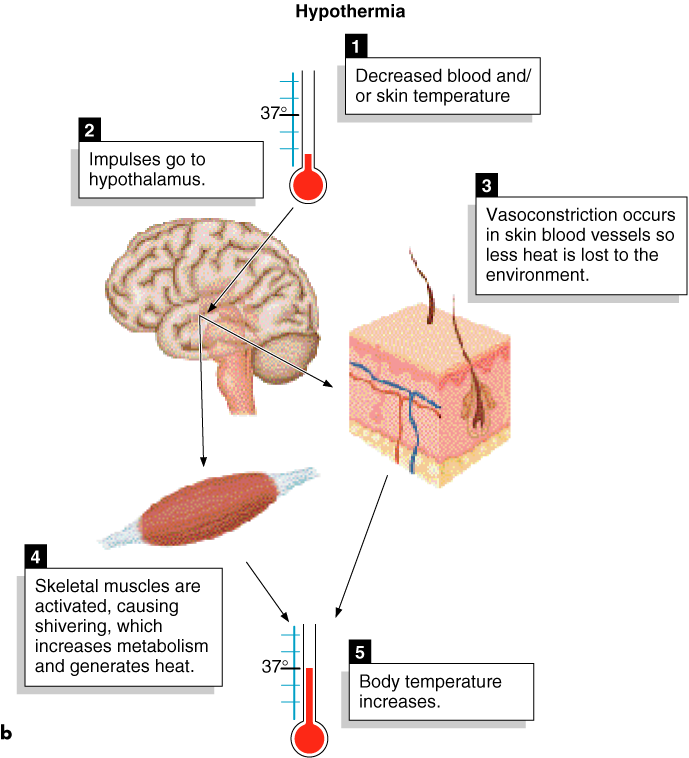 Hypothermia
1
Decreased blood and/
or skin temperature
37°
2
Impulses go to
hypothalamus.
3
Vasoconstriction occurs
in skin blood vessels so
less heat is lost to the
environment.
4
Skeletal muscles are
activated, causing
shivering, which
increases metabolism
and generates heat.
37°
5
Body temperature
increases.
b